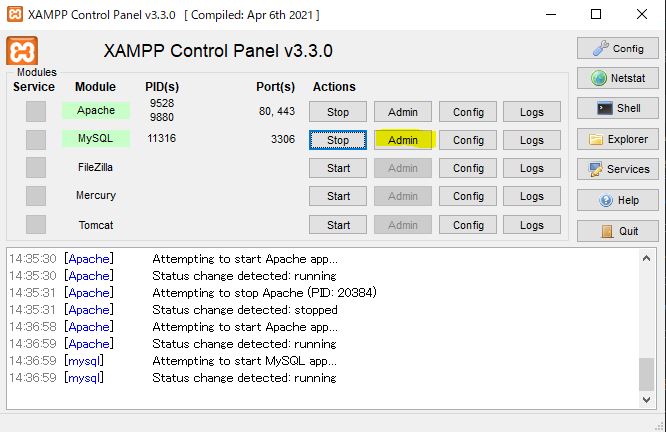 XAMPP Control Panel v3.3.0 [ Compiled: Apr 6th 2021 ]
XAMPP Control Panel v3.3.0
Config
Modules
Service Module PID(s) Port(s) Actions
Netstat
Apache 9528 9880 80, 443 Stop Admin Config Logs
Shell
MySQL 11316 3306 Stop Admin Config Logs
Explorer
FileZilla Start Admin Config Logs
Services
Mercury Start Admin Config Logs
Help
Tomcat Start Admin Config Logs
Quit
14:35:30 [Apache] Attempting to start Apache app...
14:35:30 [Apache] Status change detected: running
14:35:31 [Apache] Attempting to stop Apache (PID: 20384)
14:35:31 [Apache] Status change detected: stopped
14:36:58 [Apache] Attempting to start Apache app...
14:36:59 [Apache] Status change detected: running
14:36:59 [mysql] Attempting to start MySQL app...
14:36:59 [mysql] Status change detected: running